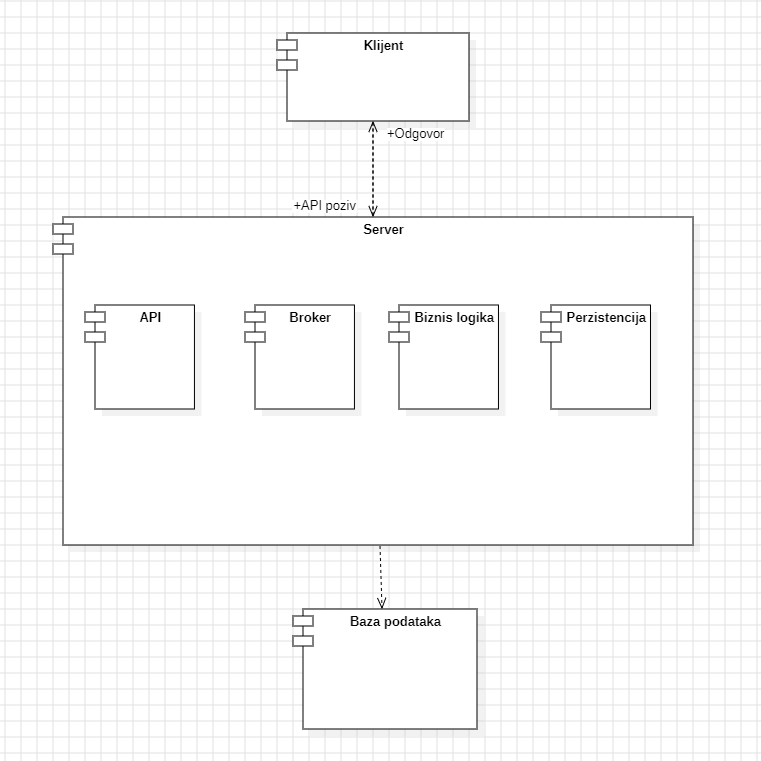 Klijent
+Odgovor
+API poziv
Server
API
Broker
Biznis logika
Perzistencija
Baza podataka